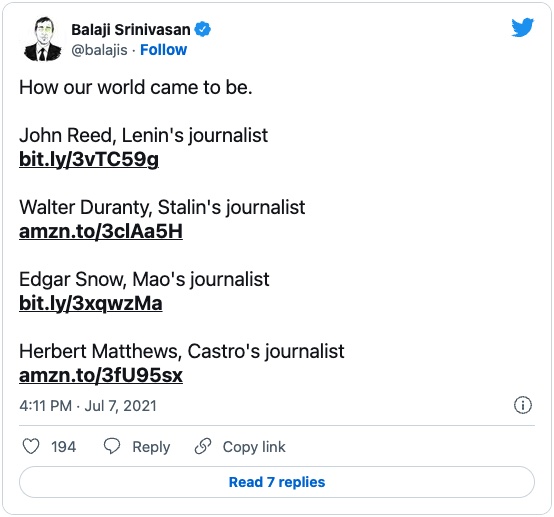 Balaji Srinivasan
@balajis · Follow
How our world came to be.
John Reed, Lenin's journalist
bit.ly/3vTC59g
Walter Duranty, Stalin's journalist
amzn.to/3clAa5H
Edgar Snow, Mao's journalist
bit.ly/3xqwzMa
Herbert Matthews, Castro's journalist
amzn.to/3fU95sx
4:11 PM · Jul 7, 2021
194 Reply Copy link
Read 7 replies